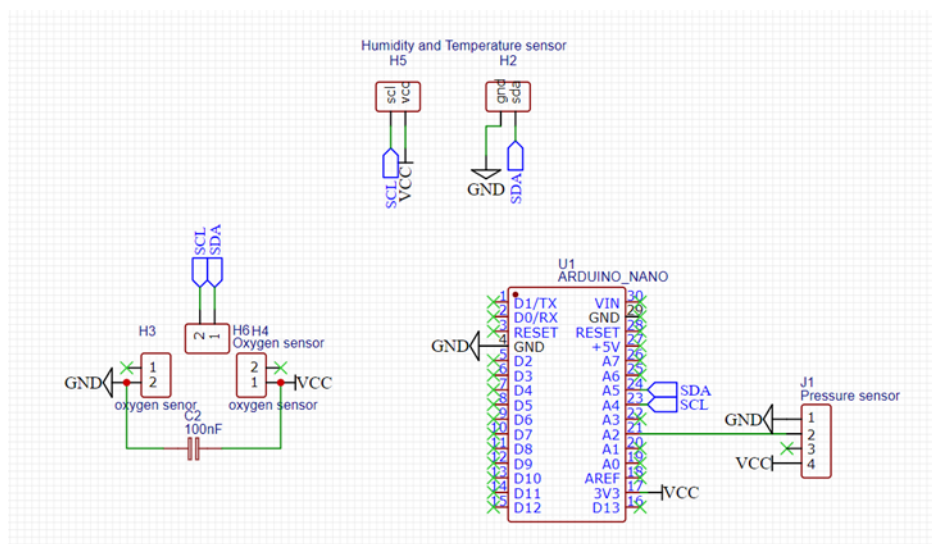 Humidity and Temperature sensor
H5
H2
scl
vcc
gnd
sda
SCL
VCC
GND
SDA
SCL
SDA
H3
H6
H4
Oxygen sensor
2
1
1
2
2
1
GND
VCC
oxygen senor
oxygen sensor
C2
100nF
U1
ARDUINO_NANO
1 D1/TX VIN 30
2 D0/RX GND 29
3 RESET RESET 28
GND 4 GND +5V 27
5 D2 A7 26
6 D3 A6 25
7 D4 A5 24 SDA
8 D5 A4 23 SCL
9 D6 A3 22
10 D7 A2 21
11 D8 A1 20
12 D9 A0 19
13 D10 AREF 18
14 D11 3V3 17 VCC
15 D12 D13 16
J1
Pressure sensor
GND 1
2
3
VCC 4